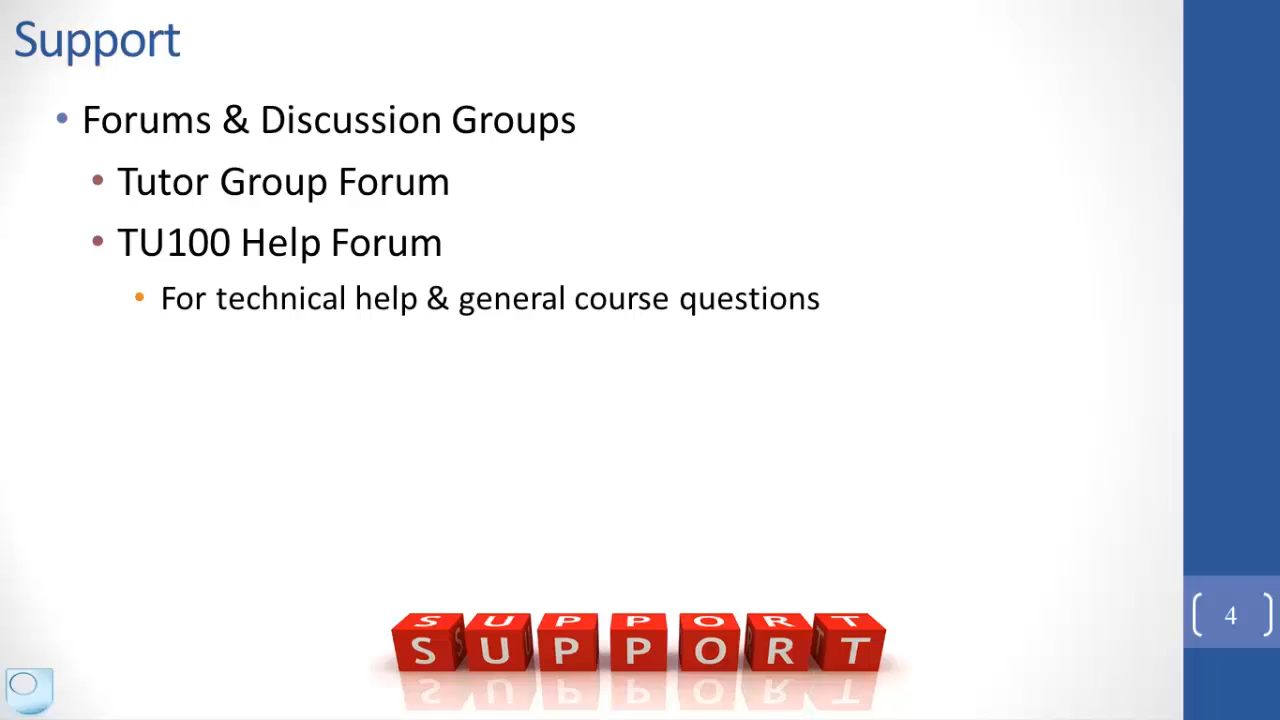 Support
• Forums & Discussion Groups
• Tutor Group Forum
• TU100 Help Forum
• For technical help & general course questions
4
SUPPORT
SUPPORT